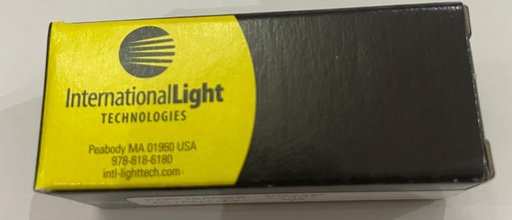 InternationalLight
TECHNOLOGIES
Peabody MA 01960 USA
978-818-6180
intl-lighttech.com